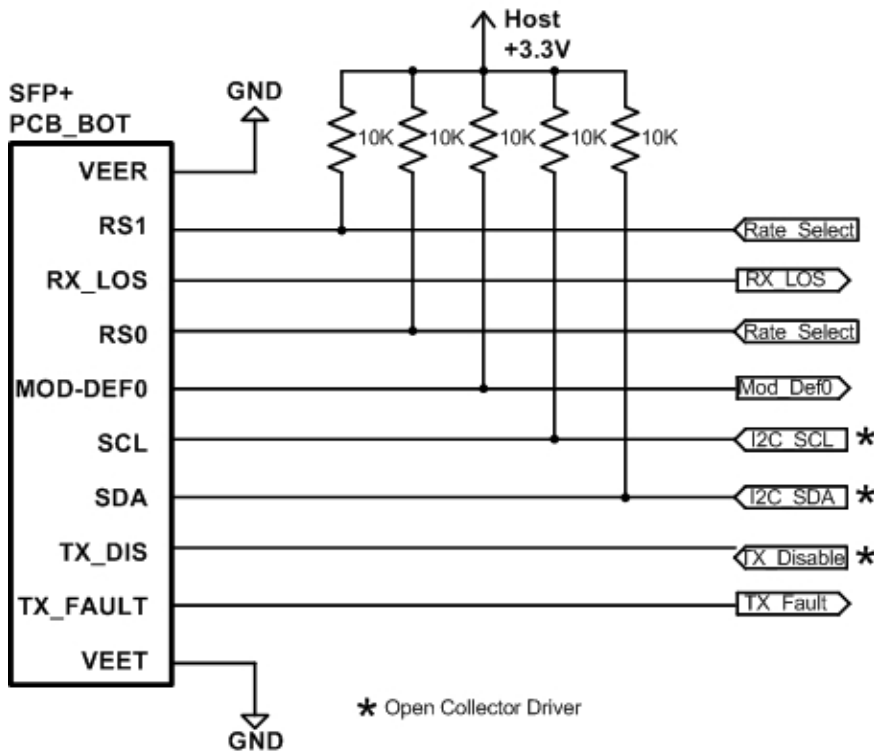 Host
+3.3V
SFP+
PCB_BOT
GND
10K
10K
10K
10K
10K
VEER
RS1
Rate_Select
RX_LOS
RX_LOS
RS0
Rate_Select
MOD-DEF0
Mod_Def0
SCL
I2C_SCL *
SDA
I2C_SDA *
TX_DIS
TX_Disable *
TX_FAULT
TX_Fault
VEET
GND
* Open Collector Driver